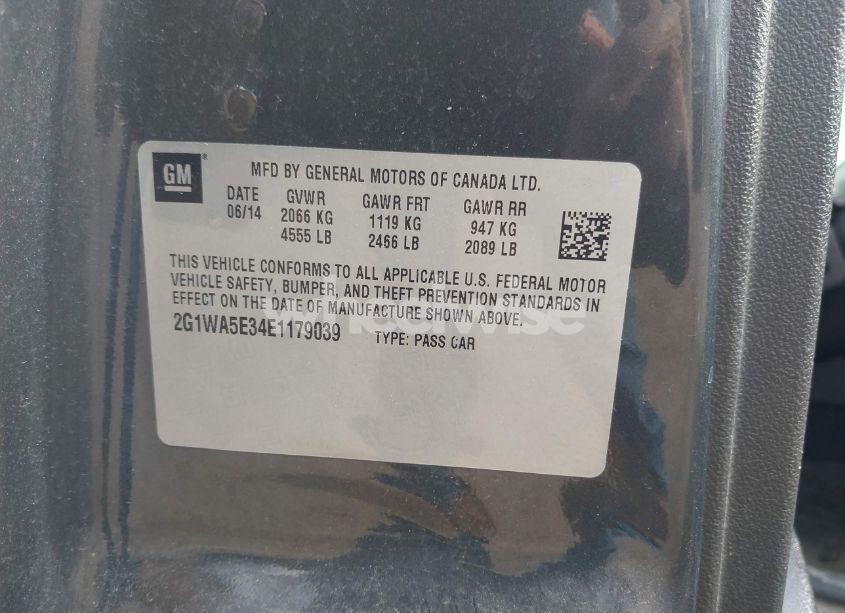 GM
MFD BY GENERAL MOTORS OF CANADA LTD.
DATE GVWR GAWR FRT GAWR RR
06/14 2066 KG 1119 KG 947 KG
4555 LB 2466 LB 2089 LB
THIS VEHICLE CONFORMS TO ALL APPLICABLE U.S. FEDERAL MOTOR
VEHICLE SAFETY, BUMPER, AND THEFT PREVENTION STANDARDS IN
EFFECT ON THE DATE OF MANUFACTURE SHOWN ABOVE.
wheelwise
2G1WA5E34E1179039 TYPE: PASS CAR